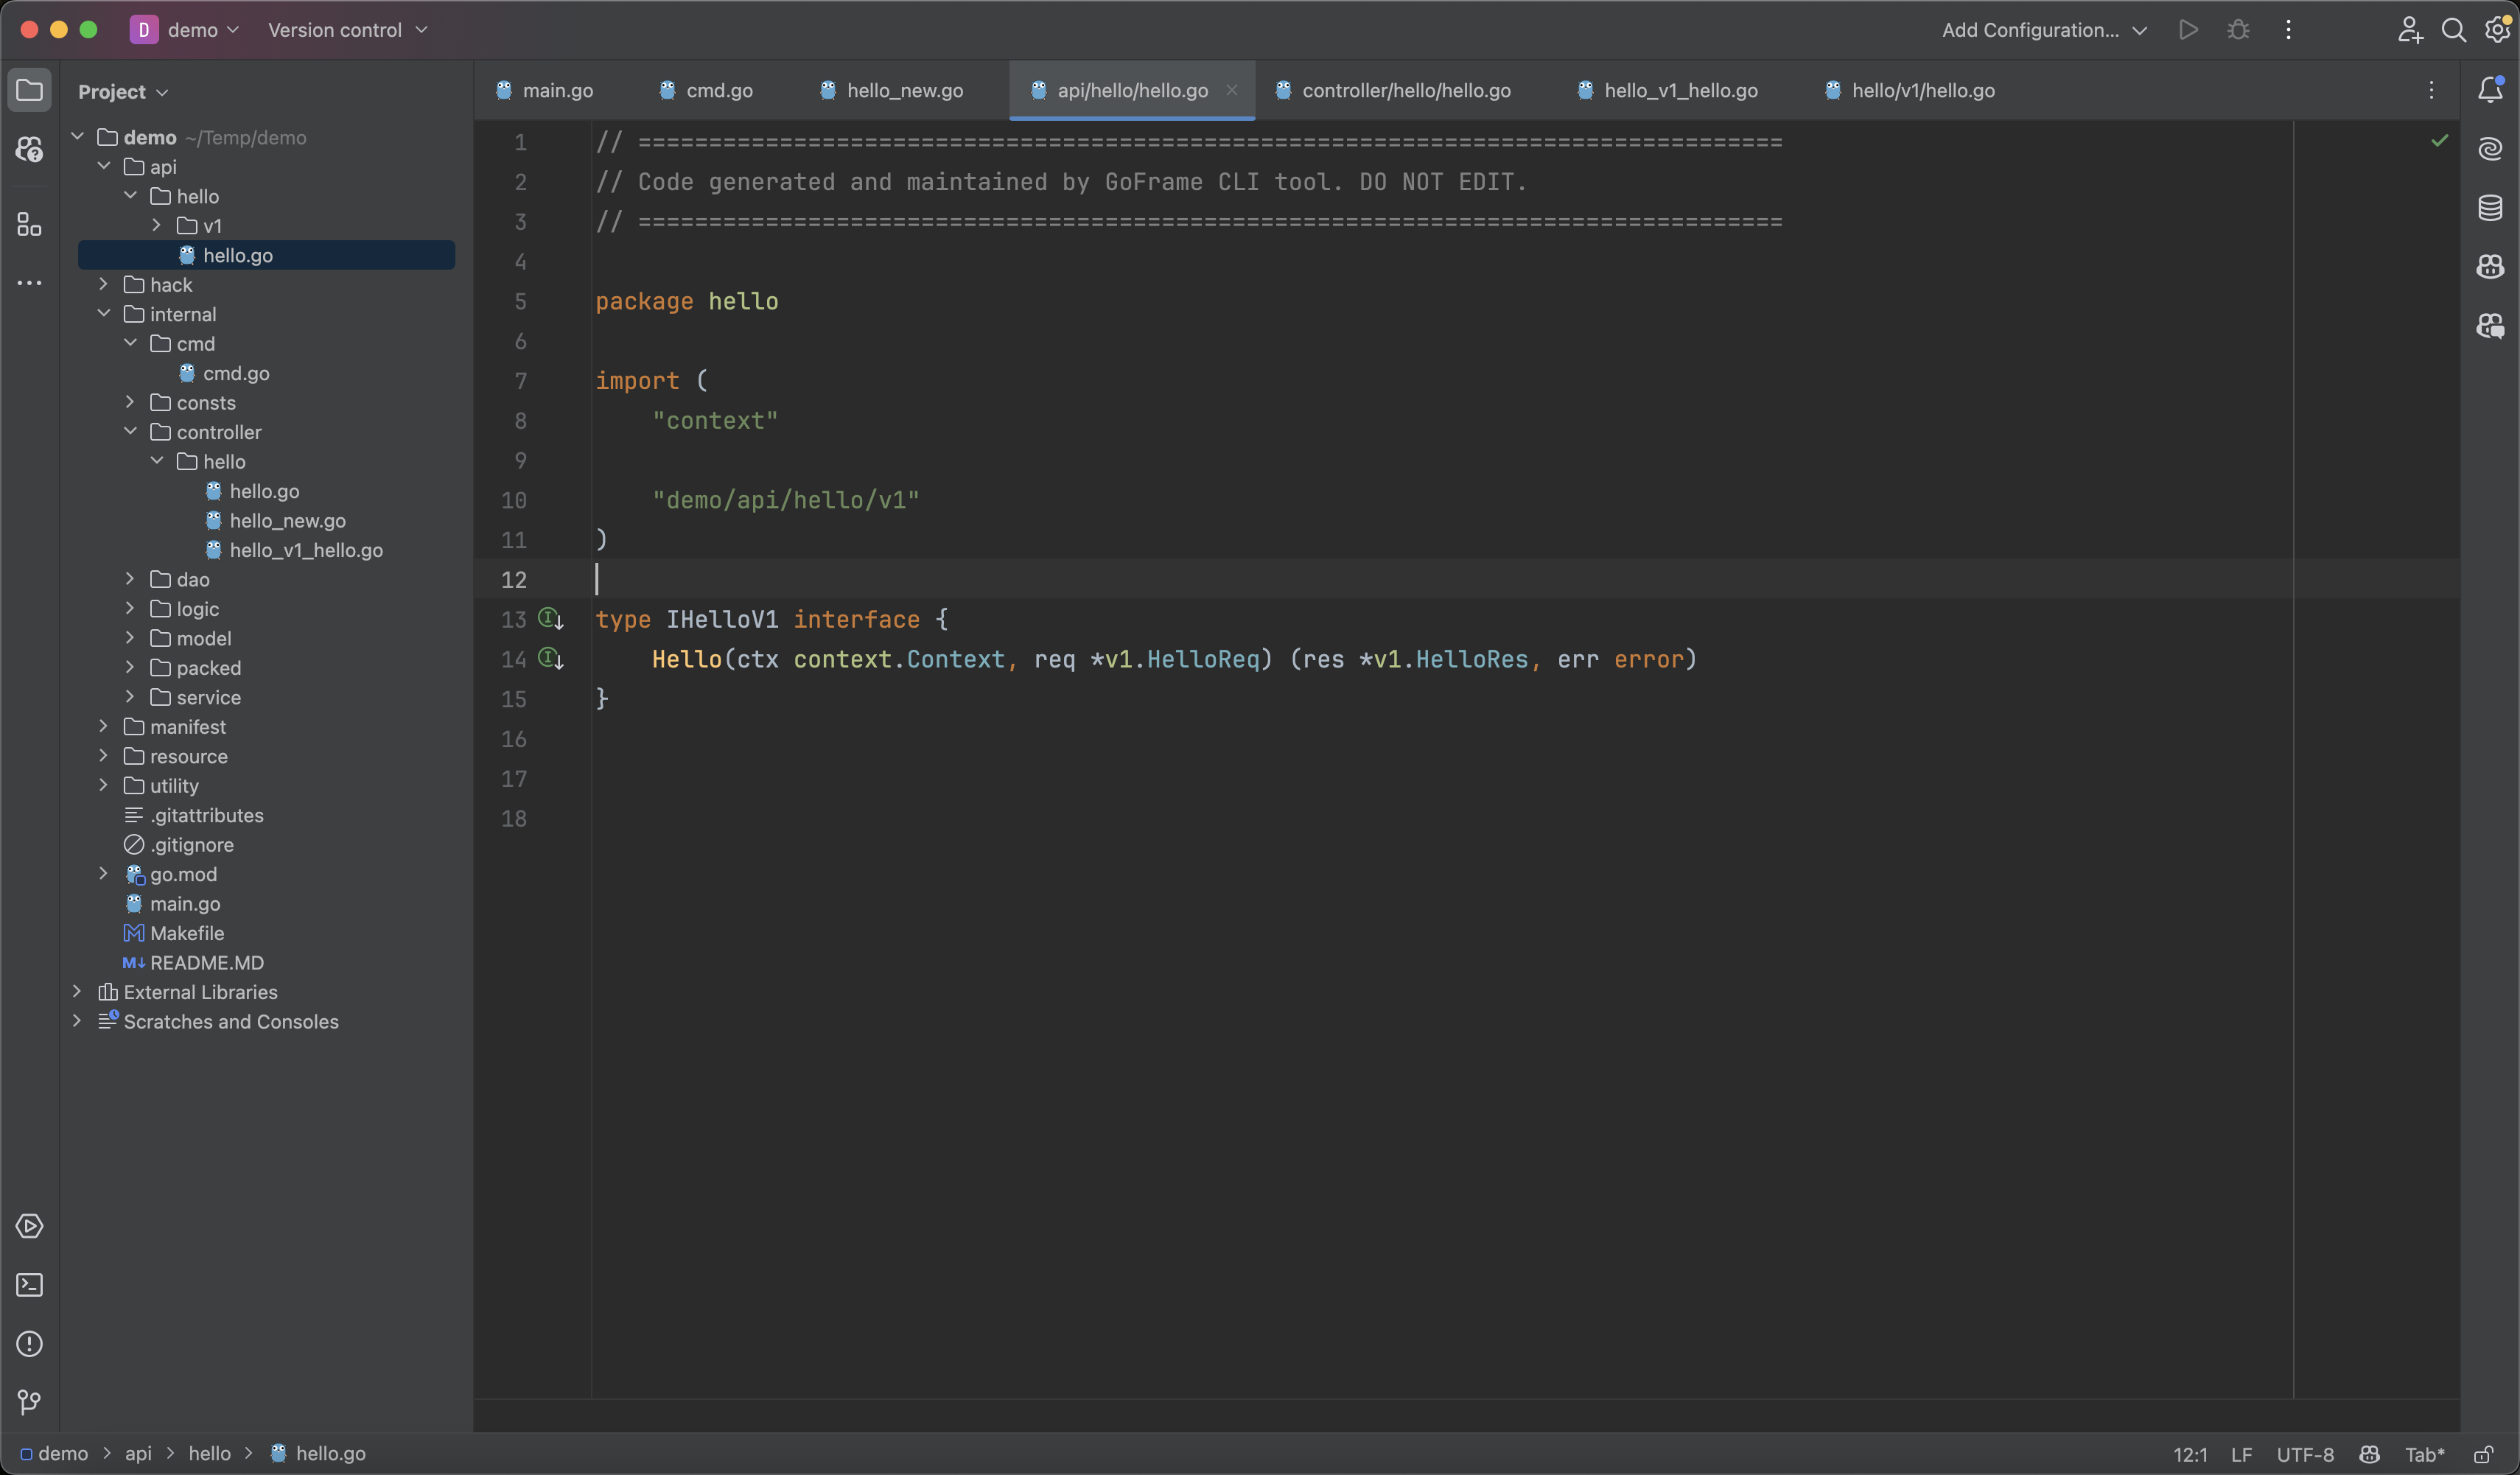 D demo Version control Add Configuration...
Project
main.go cmd.go hello_new.go api/hello/hello.go controller/hello/hello.go hello_v1_hello.go hello/v1/hello.go
demo ~/Temp/demo
api
hello
v1
hello.go
hack
internal
cmd
cmd.go
consts
controller
hello
hello.go
hello_new.go
hello_v1_hello.go
dao
logic
model
packed
service
manifest
resource
utility
.gitattributes
.gitignore
go.mod
main.go
Makefile
README.MD
External Libraries
Scratches and Consoles
1 // =================================================================================
2 // Code generated and maintained by GoFrame CLI tool. DO NOT EDIT.
3 // =================================================================================
4
5 package hello
6
7 import (
8 "context"
9
10 "demo/api/hello/v1"
11 )
12
13 type IHelloV1 interface {
14 Hello(ctx context.Context, req *v1.HelloReq) (res *v1.HelloRes, err error)
15 }
16
17
18
demo > api > hello > hello.go 12:1 LF UTF-8 Tab*